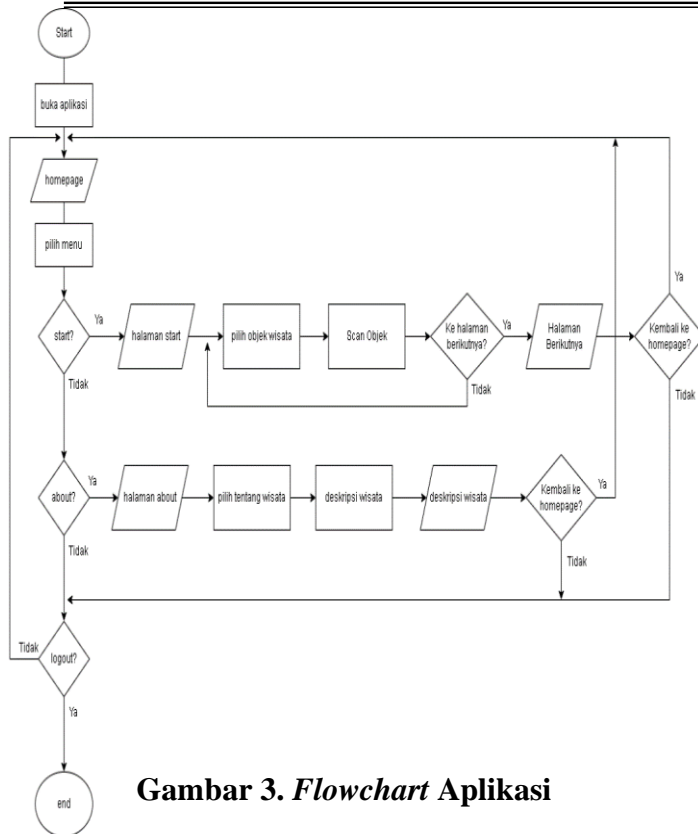 Start
buka aplikasi
homepage
pilih menu
start?
Ya
halaman start
pilih objek wisata
Scan Objek
Ke halaman
berikutnya?
Ya
Halaman
Berikutnya
Kembali ke
homepage?
Ya
Tidak
Tidak
Tidak
about?
Ya
halaman about
pilih tentang wisata
deskripsi wisata
deskripsi wisata
Kembali ke
homepage?
Ya
Tidak
Tidak
logout?
Tidak
Ya
end
Gambar 3. Flowchart Aplikasi